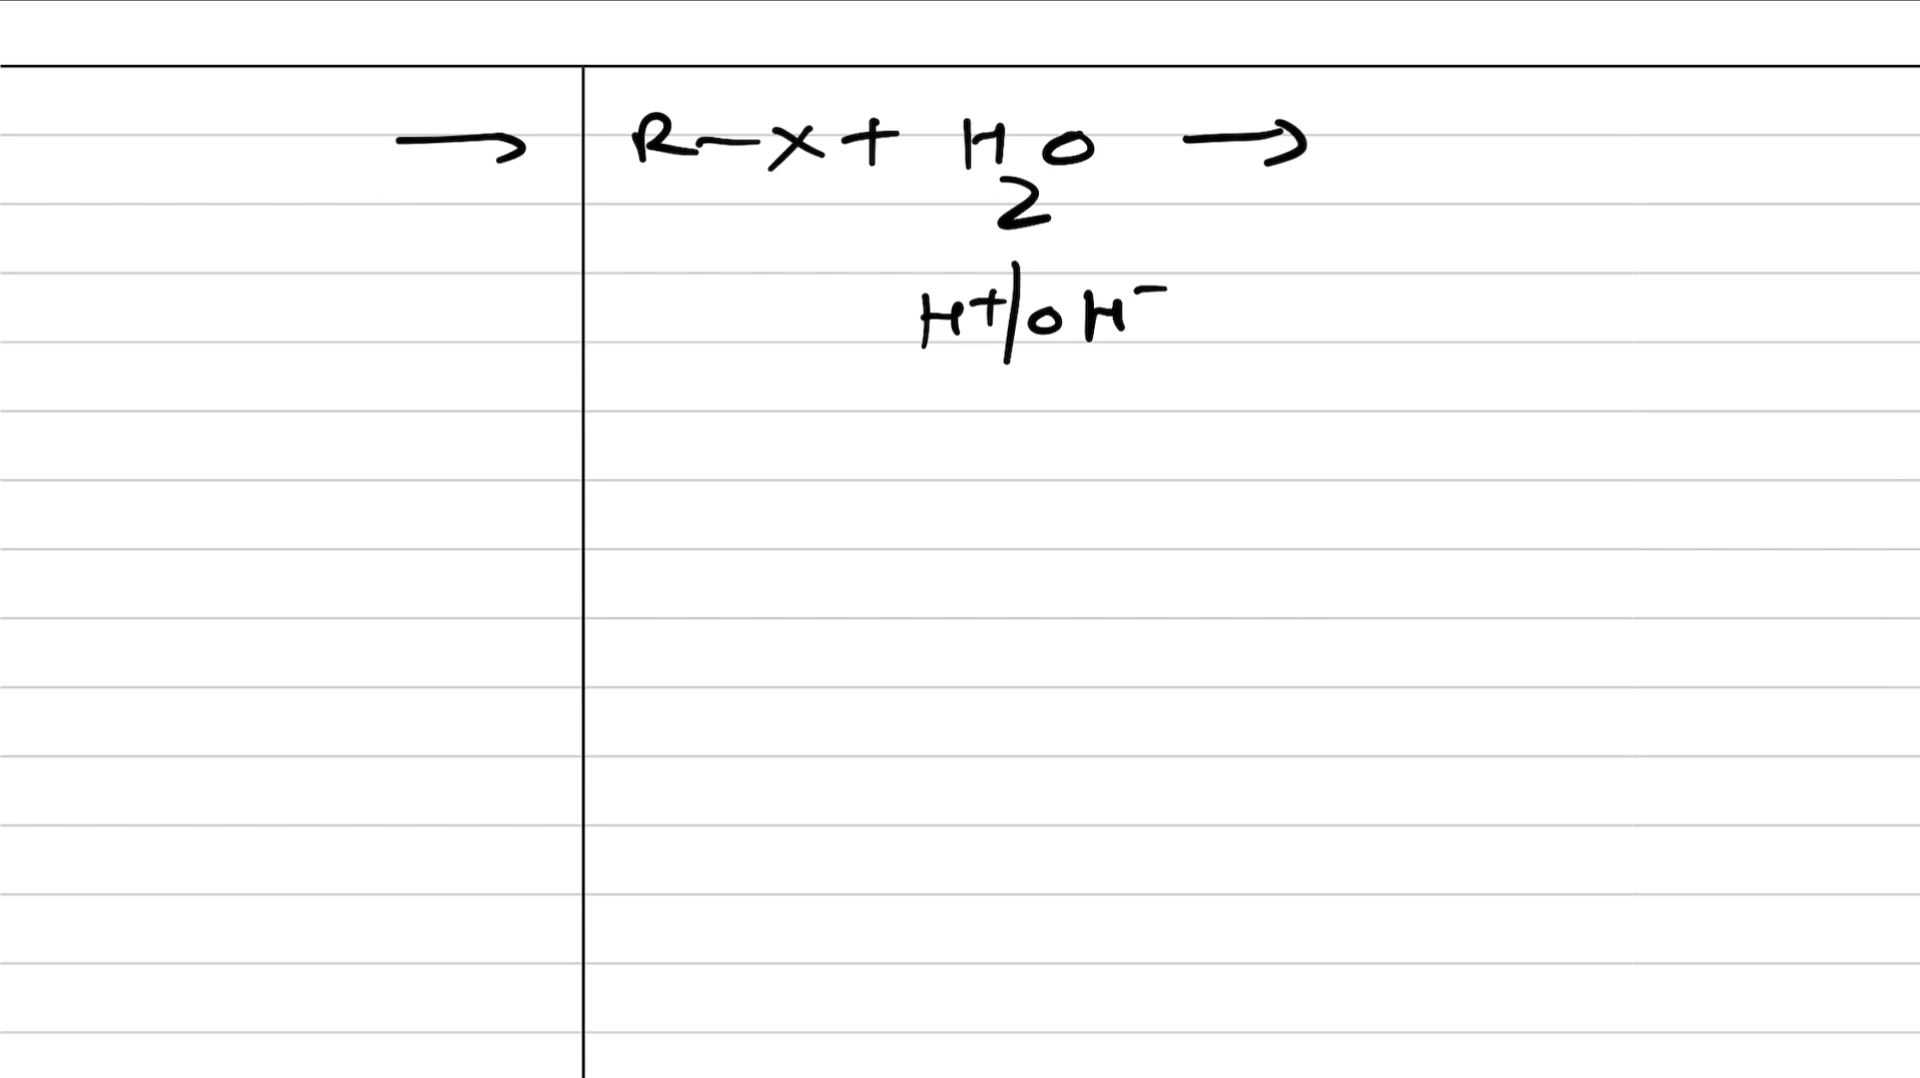 → R-X + H2O →
H+/OH-